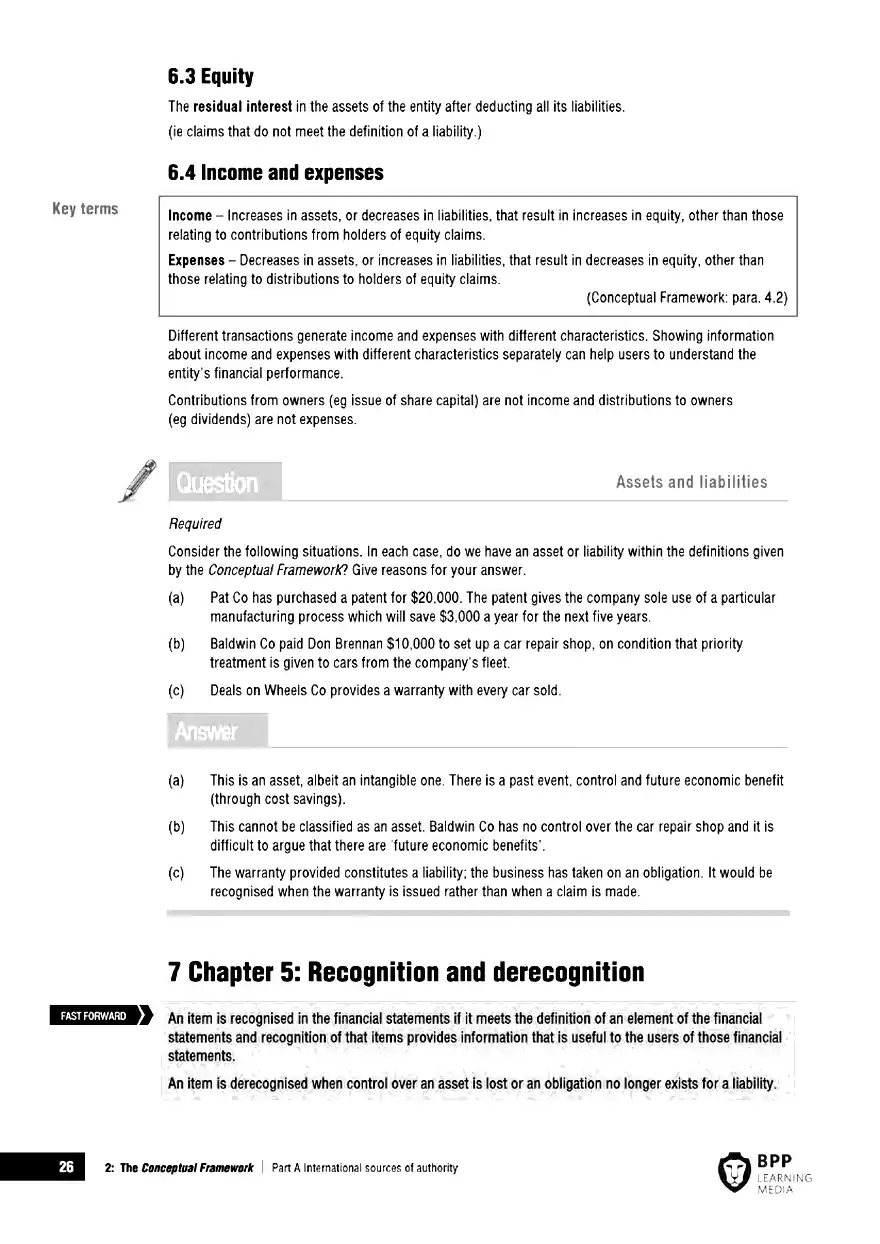 6.3 Equity
The residual interest in the assets of the entity after deducting all its liabilities.
(ie claims that do not meet the definition of a liability.)
6.4 Income and expenses
Key terms
Income – Increases in assets, or decreases in liabilities, that result in increases in equity, other than those
relating to contributions from holders of equity claims.
Expenses – Decreases in assets, or increases in liabilities, that result in decreases in equity, other than
those relating to distributions to holders of equity claims.
(Conceptual Framework: para. 4.2)
Different transactions generate income and expenses with different characteristics. Showing information
about income and expenses with different characteristics separately can help users to understand the
entity's financial performance.
Contributions from owners (eg issue of share capital) are not income and distributions to owners
(eg dividends) are not expenses.
Question
Assets and liabilities
Required
Consider the following situations. In each case, do we have an asset or liability within the definitions given
by the Conceptual Framework? Give reasons for your answer.
(a) Pat Co has purchased a patent for $20,000. The patent gives the company sole use of a particular
manufacturing process which will save $3,000 a year for the next five years.
(b) Baldwin Co paid Don Brennan $10,000 to set up a car repair shop, on condition that priority
treatment is given to cars from the company's fleet.
(c) Deals on Wheels Co provides a warranty with every car sold.
Answer
(a) This is an asset, albeit an intangible one. There is a past event, control and future economic benefit
(through cost savings).
(b) This cannot be classified as an asset. Baldwin Co has no control over the car repair shop and it is
difficult to argue that there are 'future economic benefits'.
(c) The warranty provided constitutes a liability; the business has taken on an obligation. It would be
recognised when the warranty is issued rather than when a claim is made.
7 Chapter 5: Recognition and derecognition
FAST FORWARD
An item is recognised in the financial statements if it meets the definition of an element of the financial
statements and recognition of that items provides information that is useful to the users of those financial
statements.
An item is derecognised when control over an asset is lost or an obligation no longer exists for a liability.
26 2: The Conceptual Framework | Part A International sources of authority
BPP
LEARNING
MEDIA